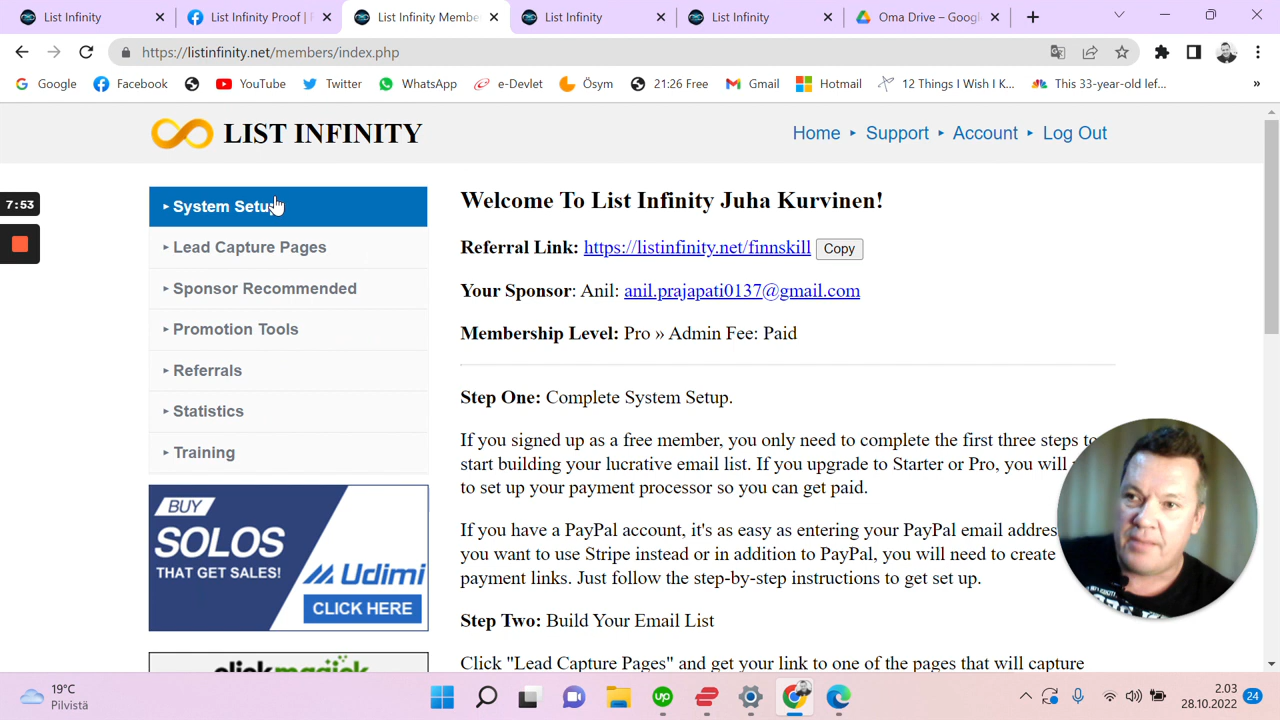 List Infinity
List Infinity Proof | 
List Infinity Membe
List Infinity
List Infinity
Oma Drive – Googl
https://listinfinity.net/members/index.php
Google
Facebook
YouTube
Twitter
WhatsApp
e-Devlet
Ösym
21:26 Free
Gmail
Hotmail
12 Things I Wish I K...
This 33-year-old lef...
»
LIST INFINITY
Home ▸ Support ▸ Account ▸ Log Out
7:53
System Setu
Lead Capture Pages
Sponsor Recommended
Promotion Tools
Referrals
Statistics
Training
BUY
SOLOS
THAT GET SALES!
Udimi
CLICK HERE
clickmagick
Welcome To List Infinity Juha Kurvinen!
Referral Link: https://listinfinity.net/finnskill Copy
Your Sponsor: Anil: anil.prajapati0137@gmail.com
Membership Level: Pro » Admin Fee: Paid
Step One: Complete System Setup.
If you signed up as a free member, you only need to complete the first three steps to
start building your lucrative email list. If you upgrade to Starter or Pro, you will
to set up your payment processor so you can get paid.
If you have a PayPal account, it's as easy as entering your PayPal email addres
you want to use Stripe instead or in addition to PayPal, you will need to create
payment links. Just follow the step-by-step instructions to get set up.
Step Two: Build Your Email List
Click "Lead Capture Pages" and get your link to one of the pages that will capture
19°C
Pilvistä
2.03
28.10.2022
24